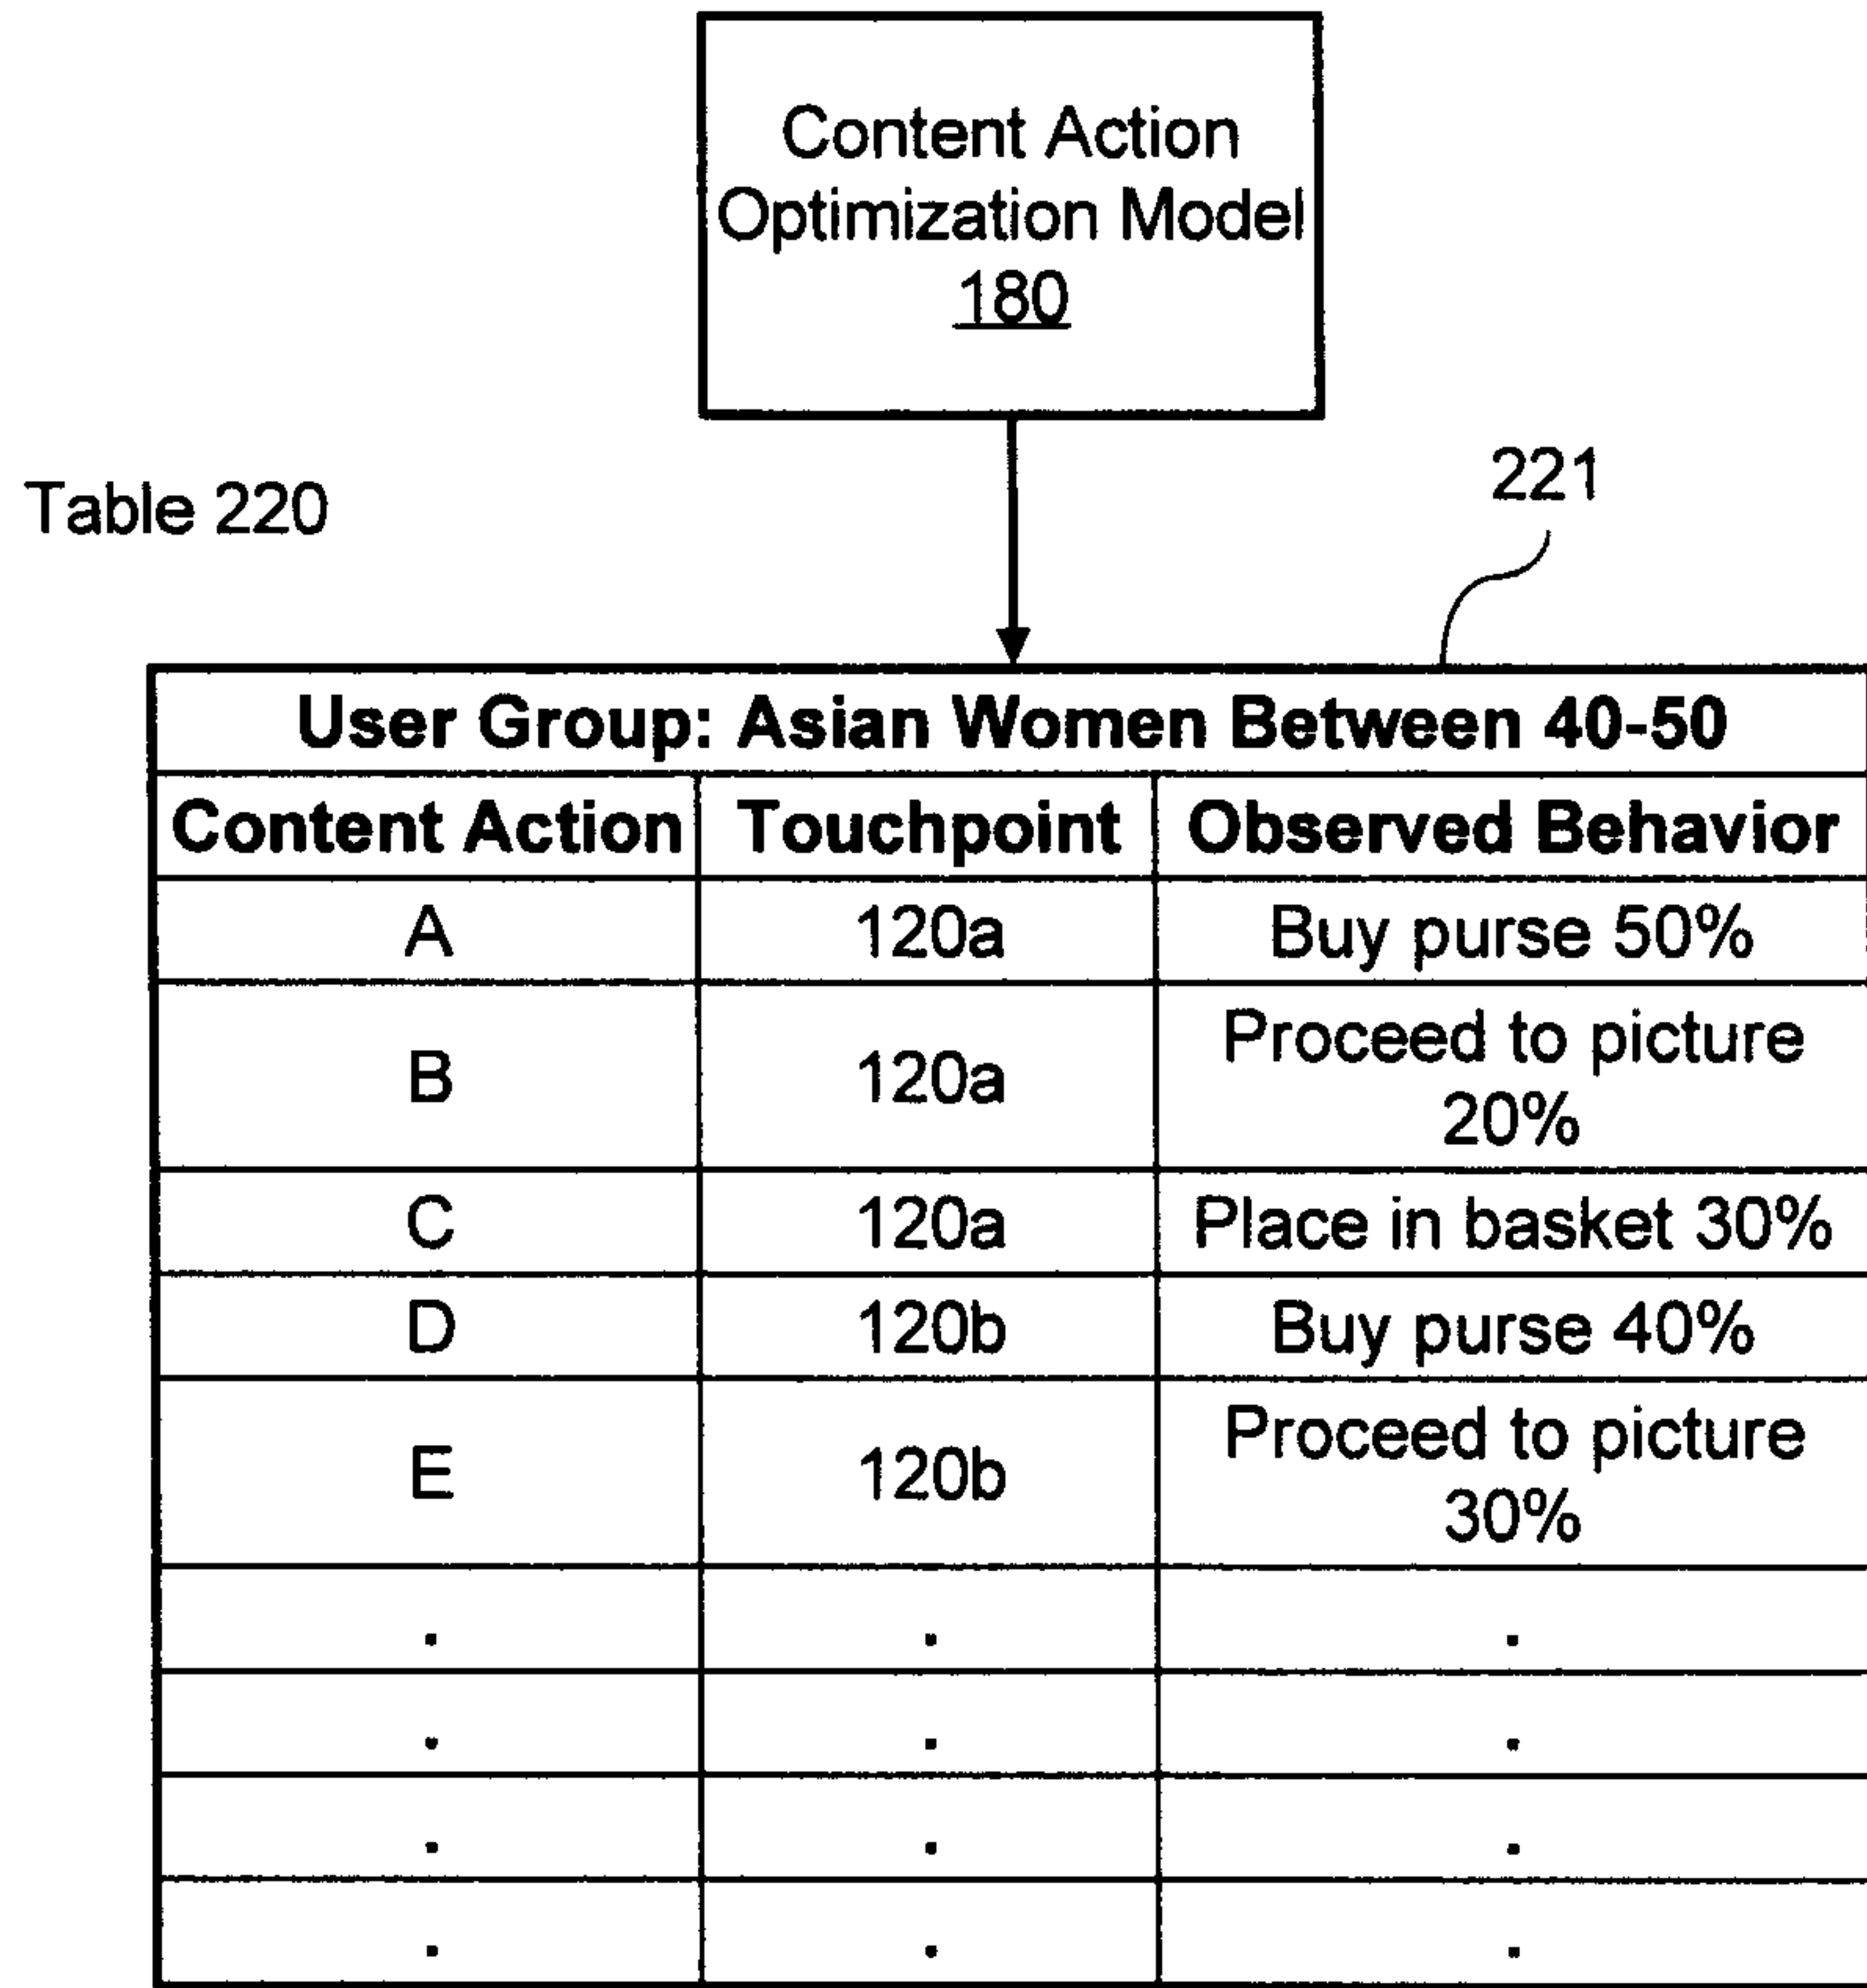 Content Action
Optimization Model
180
Table 220
221
User Group: Asian Women Between 40-50
Content Action Touchpoint Observed Behavior
A 120a Buy purse 50%
B 120a Proceed to picture
20%
C 120a Place in basket 30%
D 120b Buy purse 40%
E 120b Proceed to picture
30%
. . .
. . .
. . .
. . .